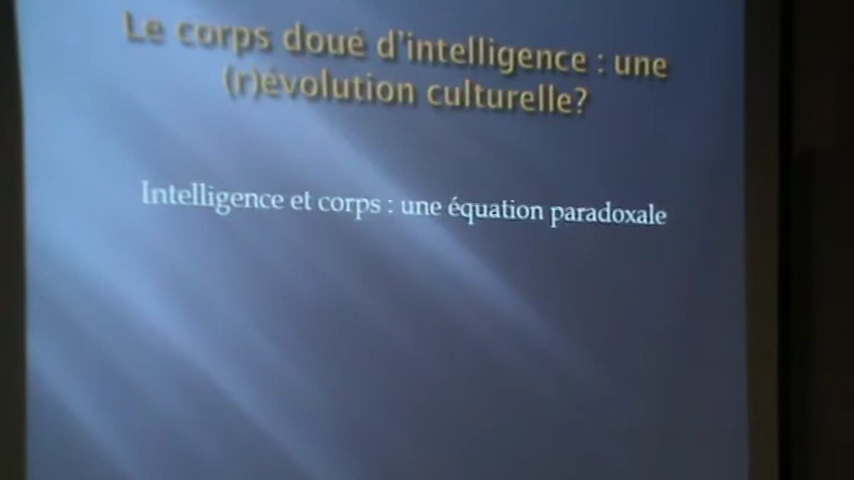 Le corps doué d'intelligence : une
(r)évolution culturelle?
Intelligence et corps : une équation paradoxale